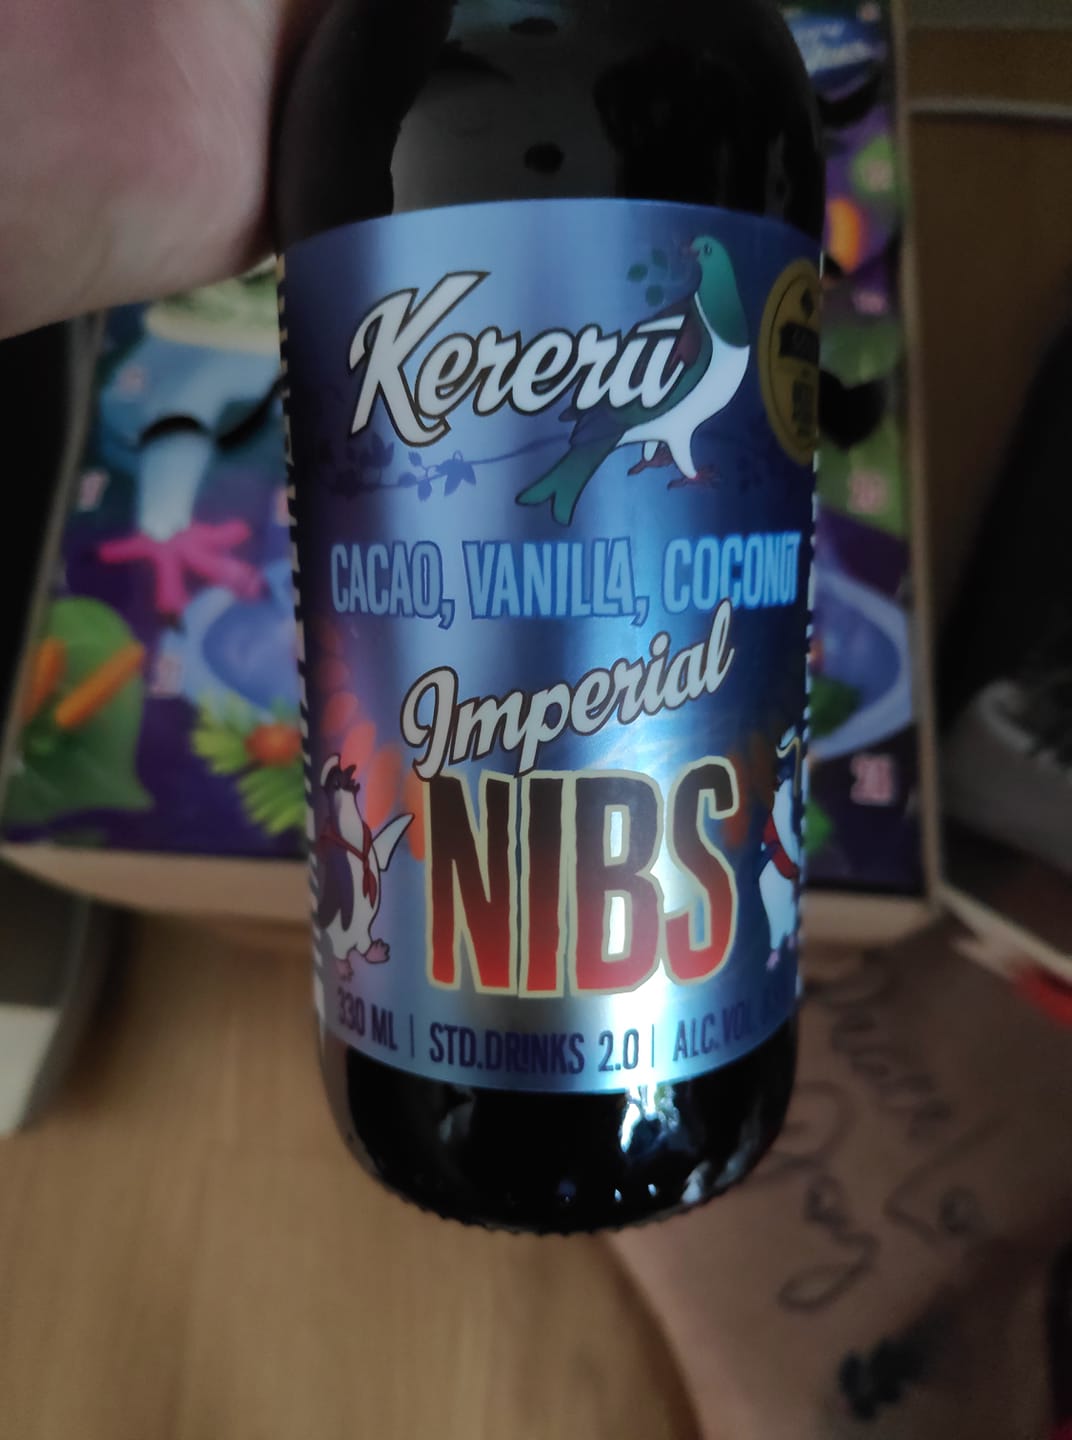 Kererū
CACAO, VANILLA, COCONUT
Imperial
NIBS
330 ML | STD.DRINKS 2.0 | ALC.VOL